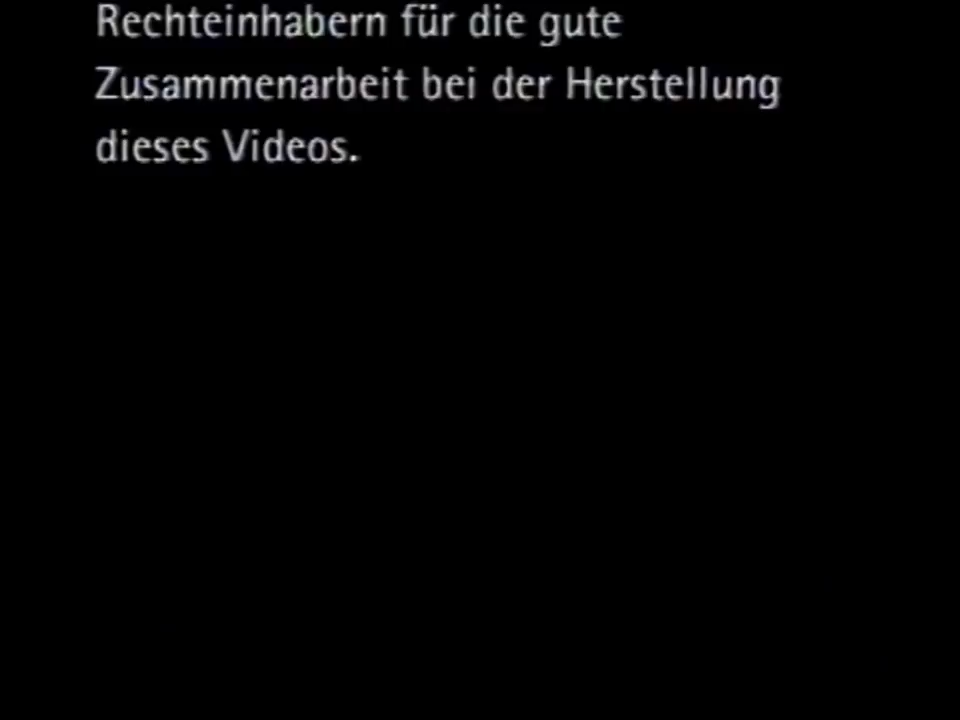 Rechteinhabern für die gute
Zusammenarbeit bei der Herstellung
dieses Videos.